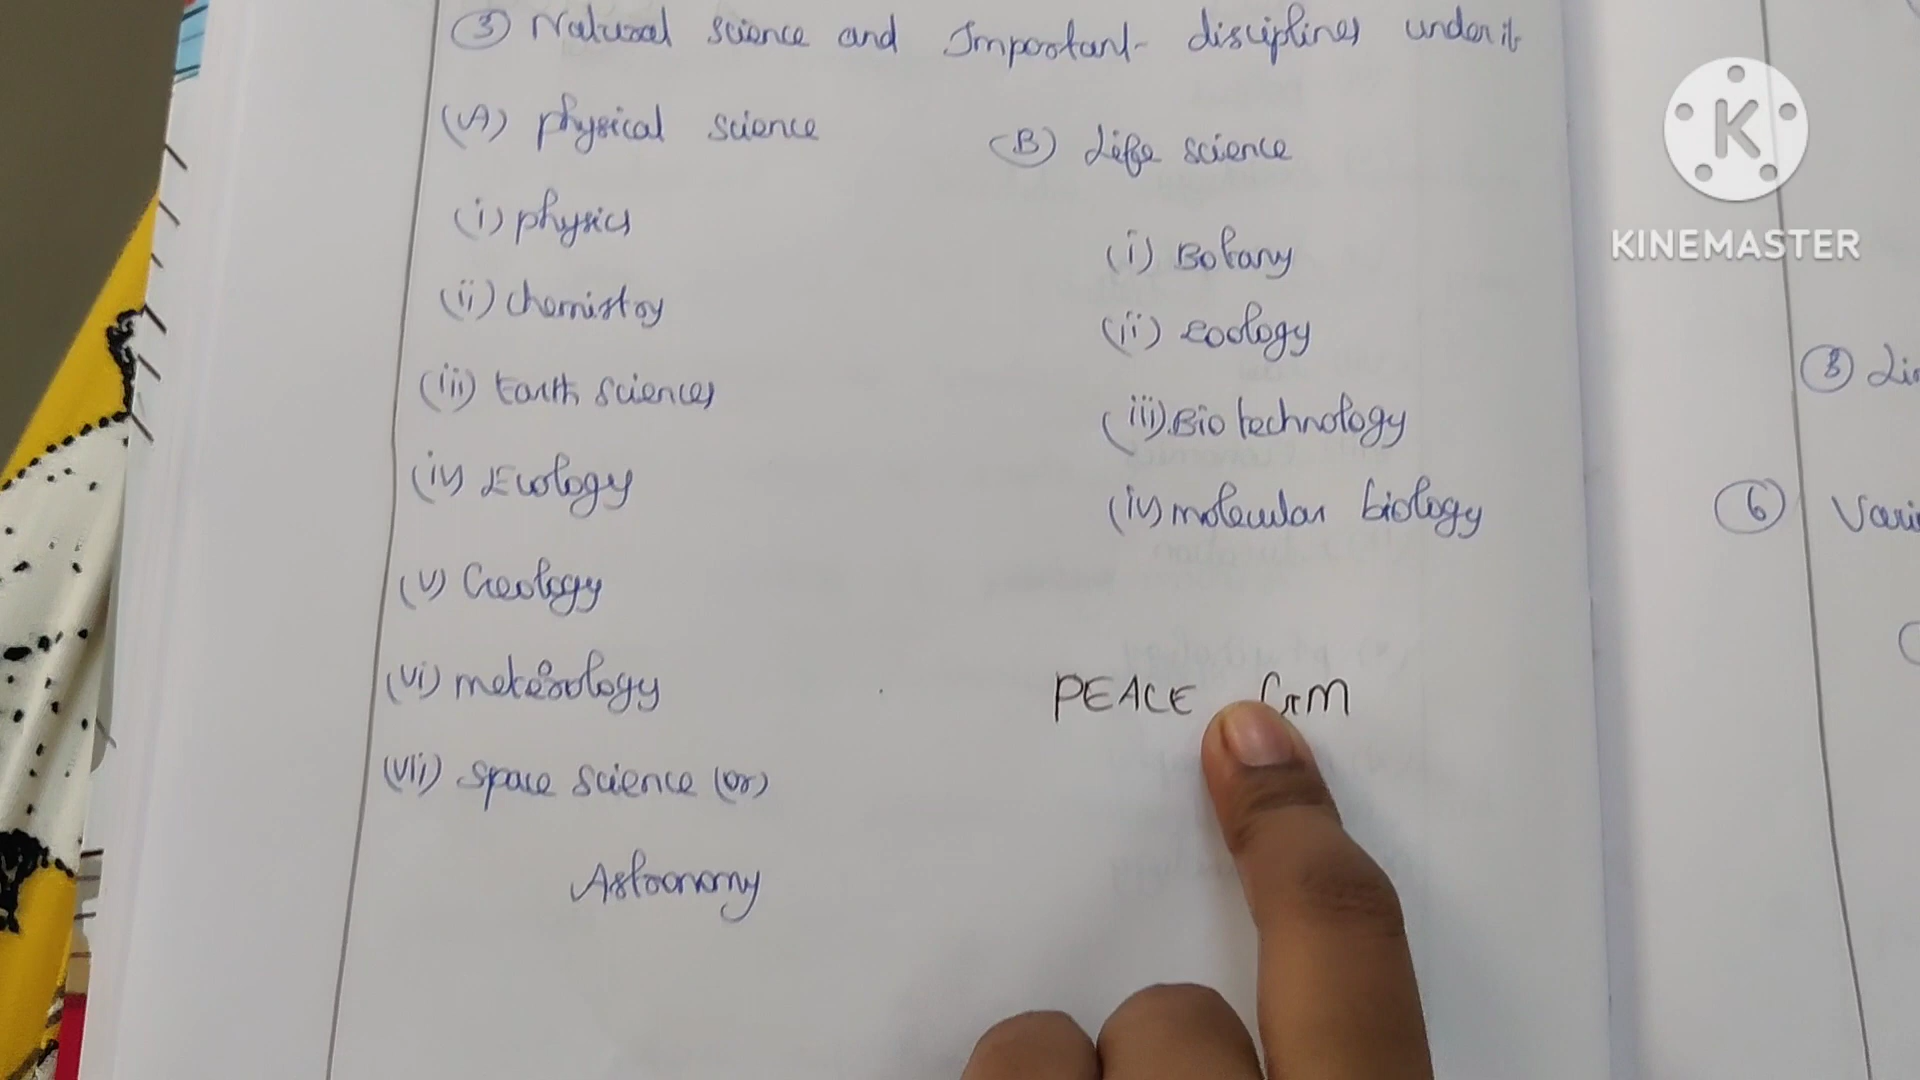 ③ Natural science and Important disciplines under it
(A) physical science
(i) physics
(ii) chemistry
(iii) Earth sciences
(iv) Ecology
(v) Geology
(vi) meteorology
(vii) space science (or)
Astronomy
(B) Life science
(i) Botany
(ii) zoology
(iii) Bio technology
(iv) molecular biology
PEACE GM
K
KINEMASTER
⑥